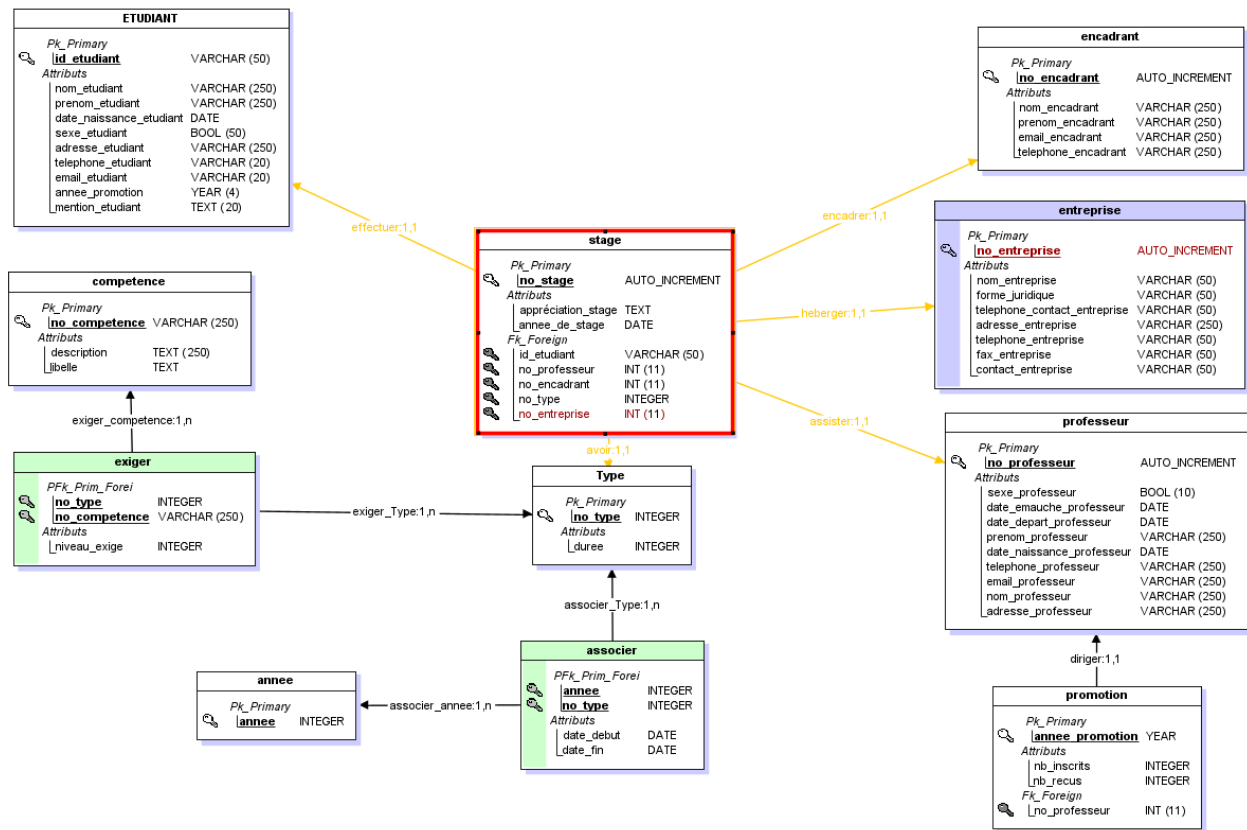 ETUDIANT
Pk_Primary
id_etudiant VARCHAR (50)
Attributs
nom_etudiant VARCHAR (250)
prenom_etudiant VARCHAR (250)
date_naissance_etudiant DATE
sexe_etudiant BOOL (50)
adresse_etudiant VARCHAR (250)
telephone_etudiant VARCHAR (20)
email_etudiant VARCHAR (20)
annee_promotion YEAR (4)
mention_etudiant TEXT (20)
encadrant
Pk_Primary
no_encadrant AUTO_INCREMENT
Attributs
nom_encadrant VARCHAR (250)
prenom_encadrant VARCHAR (250)
email_encadrant VARCHAR (250)
telephone_encadrant VARCHAR (250)
effectuer:1,1
encadrer:1,1
entreprise
Pk_Primary
no_entreprise AUTO_INCREMENT
Attributs
nom_entreprise VARCHAR (50)
forme_juridique VARCHAR (50)
telephone_contact_entreprise VARCHAR (50)
adresse_entreprise VARCHAR (250)
telephone_entreprise VARCHAR (50)
fax_entreprise VARCHAR (50)
contact_entreprise VARCHAR (50)
stage
Pk_Primary
no_stage AUTO_INCREMENT
Attributs
appréciation_stage TEXT
annee_de_stage DATE
Fk_Foreign
id_etudiant VARCHAR (50)
no_professeur INT (11)
no_encadrant INT (11)
no_type INTEGER
no_entreprise INT (11)
heberger:1,1
competence
Pk_Primary
no_competence VARCHAR (250)
Attributs
description TEXT (250)
libelle TEXT
exiger_competence:1,n
assister:1,1
avoir:1,1
professeur
Pk_Primary
no_professeur AUTO_INCREMENT
Attributs
sexe_professeur BOOL (10)
date_emauche_professeur DATE
date_depart_professeur DATE
prenom_professeur VARCHAR (250)
date_naissance_professeur DATE
telephone_professeur VARCHAR (250)
email_professeur VARCHAR (250)
nom_professeur VARCHAR (250)
adresse_professeur VARCHAR (250)
exiger
PFk_Prim_Forei
no_type INTEGER
no_competence VARCHAR (250)
Attributs
niveau_exige INTEGER
exiger_Type:1,n
Type
Pk_Primary
no_type INTEGER
Attributs
duree INTEGER
associer_Type:1,n
associer
PFk_Prim_Forei
annee INTEGER
no_type INTEGER
Attributs
date_debut DATE
date_fin DATE
associer_annee:1,n
annee
Pk_Primary
annee INTEGER
diriger:1,1
promotion
Pk_Primary
annee_promotion YEAR
Attributs
nb_inscrits INTEGER
nb_recus INTEGER
Fk_Foreign
no_professeur INT (11)